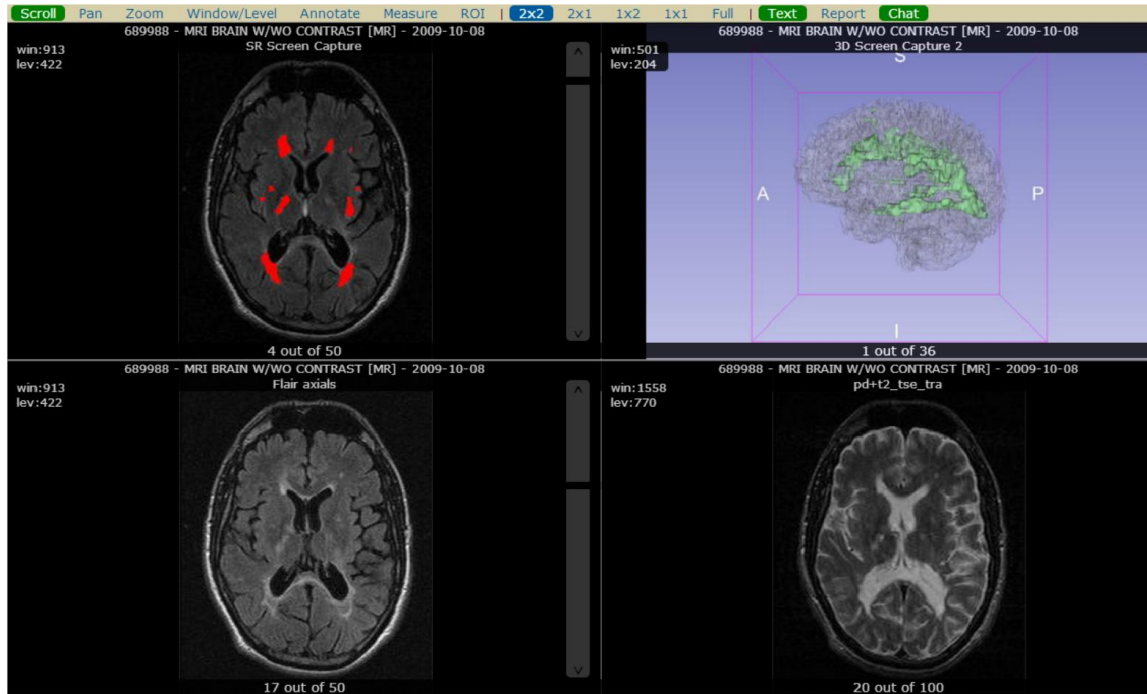 Scroll Pan Zoom Window/Level Annotate Measure ROI | 2x2 2x1 1x2 1x1 Full | Text Report Chat
689988 - MRI BRAIN W/WO CONTRAST [MR] - 2009-10-08
SR Screen Capture
win:913
lev:422
4 out of 50
689988 - MRI BRAIN W/WO CONTRAST [MR] - 2009-10-08
3D Screen Capture 2
win:501
lev:204
S
A
P
I
1 out of 36
689988 - MRI BRAIN W/WO CONTRAST [MR] - 2009-10-08
Flair axials
win:913
lev:422
17 out of 50
689988 - MRI BRAIN W/WO CONTRAST [MR] - 2009-10-08
pd+t2_tse_tra
win:1558
lev:770
20 out of 100